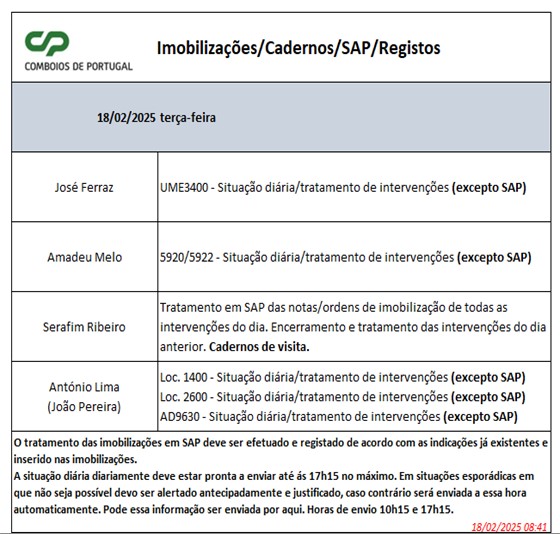 CP
COMBOIOS DE PORTUGAL
Imobilizações/Cadernos/SAP/Registos
18/02/2025 terça-feira
José Ferraz
UME3400 - Situação diária/tratamento de intervenções (excepto SAP)
Amadeu Melo
5920/5922 - Situação diária/tratamento de intervenções (excepto SAP)
Serafim Ribeiro
Tratamento em SAP das notas/ordens de imobilização de todas as
intervenções do dia. Encerramento e tratamento das intervenções do dia
anterior. Cadernos de visita.
António Lima
(João Pereira)
Loc. 1400 - Situação diária/tratamento de intervenções (excepto SAP)
Loc. 2600 - Situação diária/tratamento de intervenções (excepto SAP)
AD9630 - Situação diária/tratamento de intervenções (excepto SAP)
O tratamento das imobilizações em SAP deve ser efetuado e registado de acordo com as indicações já existentes e
inserido nas imobilizações.
A situação diária diariamente deve estar pronta a enviar até ás 17h15 no máximo. Em situações esporádicas em
que não seja possível devo ser alertado antecipadamente e justificado, caso contrário será enviada a essa hora
automaticamente. Pode essa informação ser enviada por aqui. Horas de envio 10h15 e 17h15.
18/02/2025 08:41